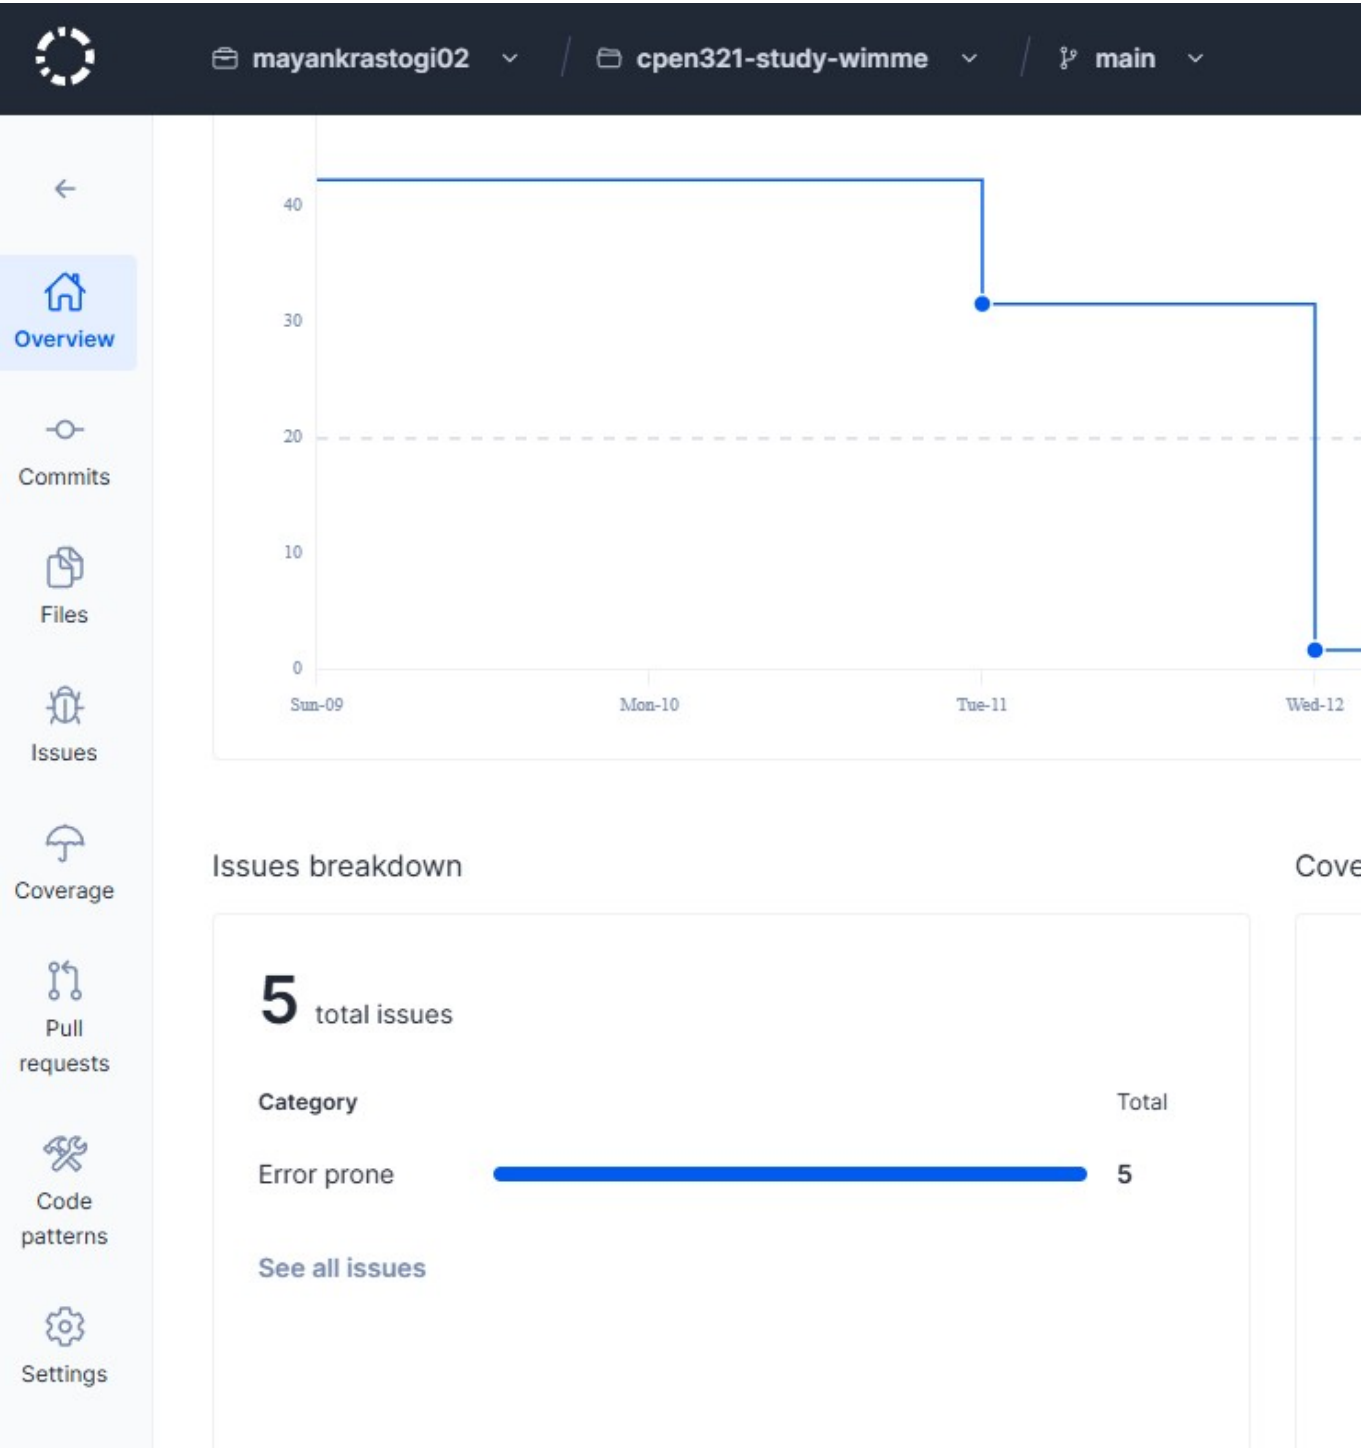 mayankrastogi02 cpen321-study-wimme main
40
30
20
10
0
Sun-09 Mon-10 Tue-11 Wed-12
Overview
Commits
Files
Issues
Coverage
Pull
requests
Code
patterns
Settings
Issues breakdown
Cove
5 total issues
Category Total
Error prone 5
See all issues